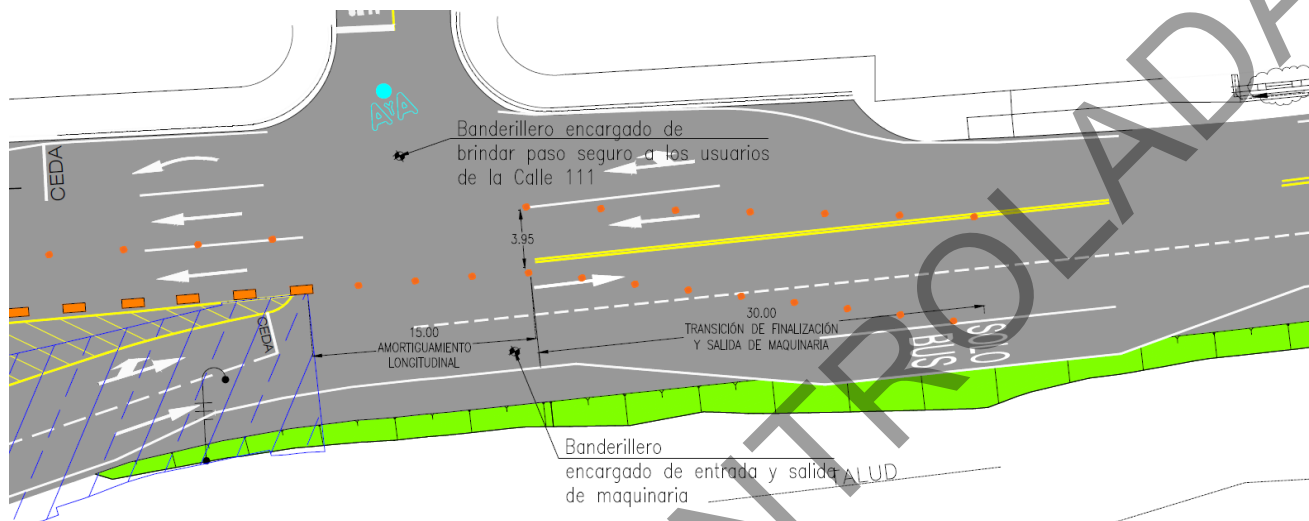 CEDA
Banderillero encargado de
brindar paso seguro a los usuarios
de la Calle 111
3.95
CEDA
15.00
AMORTIGUAMIENTO
LONGITUDINAL
30.00
TRANSICIÓN DE FINALIZACIÓN
Y SALIDA DE MAQUINARIA
SOLO
BUS
Banderillero
encargado de entrada y salida
de maquinaria
TALUD
NTROLADA